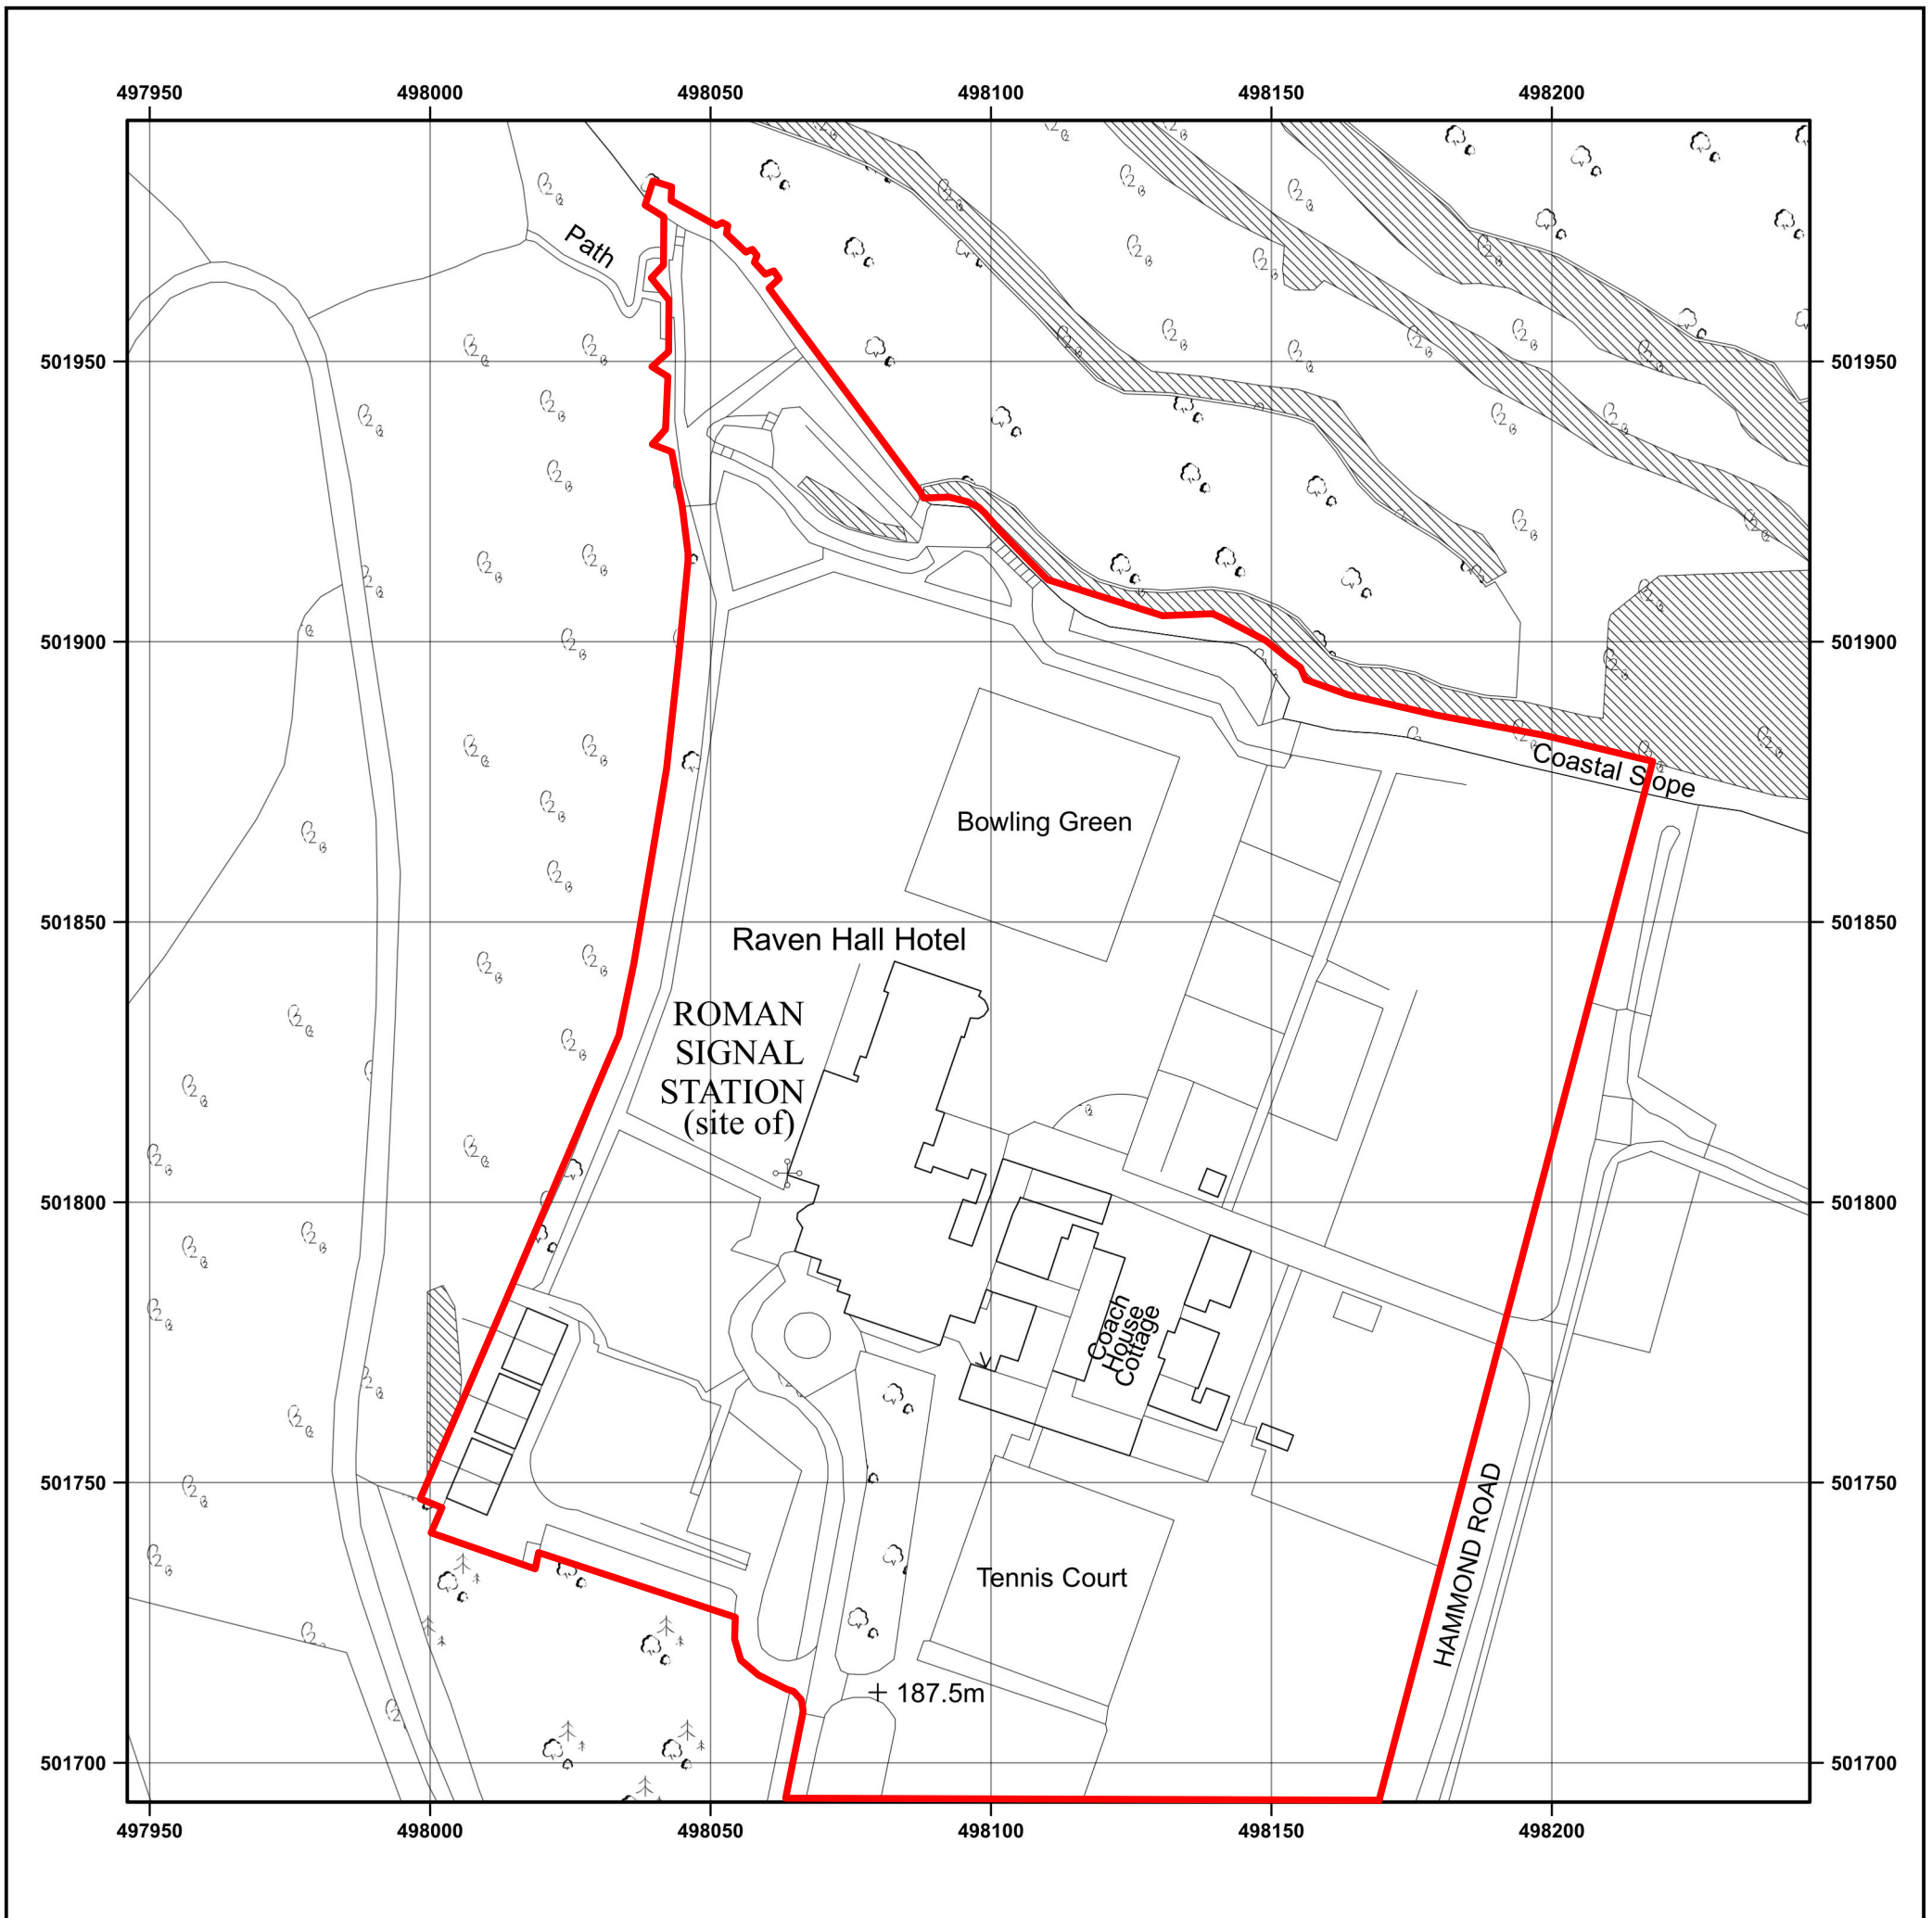 497950 498000 498050 498100 498150 498200
Path
501950 501950
501900 501900
Coastal Slope
Bowling Green
501850 501850
Raven Hall Hotel
ROMAN
SIGNAL
STATION
(site of)
501800 501800
Coach
House
Cottage
501750 501750
HAMMOND ROAD
Tennis Court
187.5m
501700 501700
497950 498000 498050 498100 498150 498200